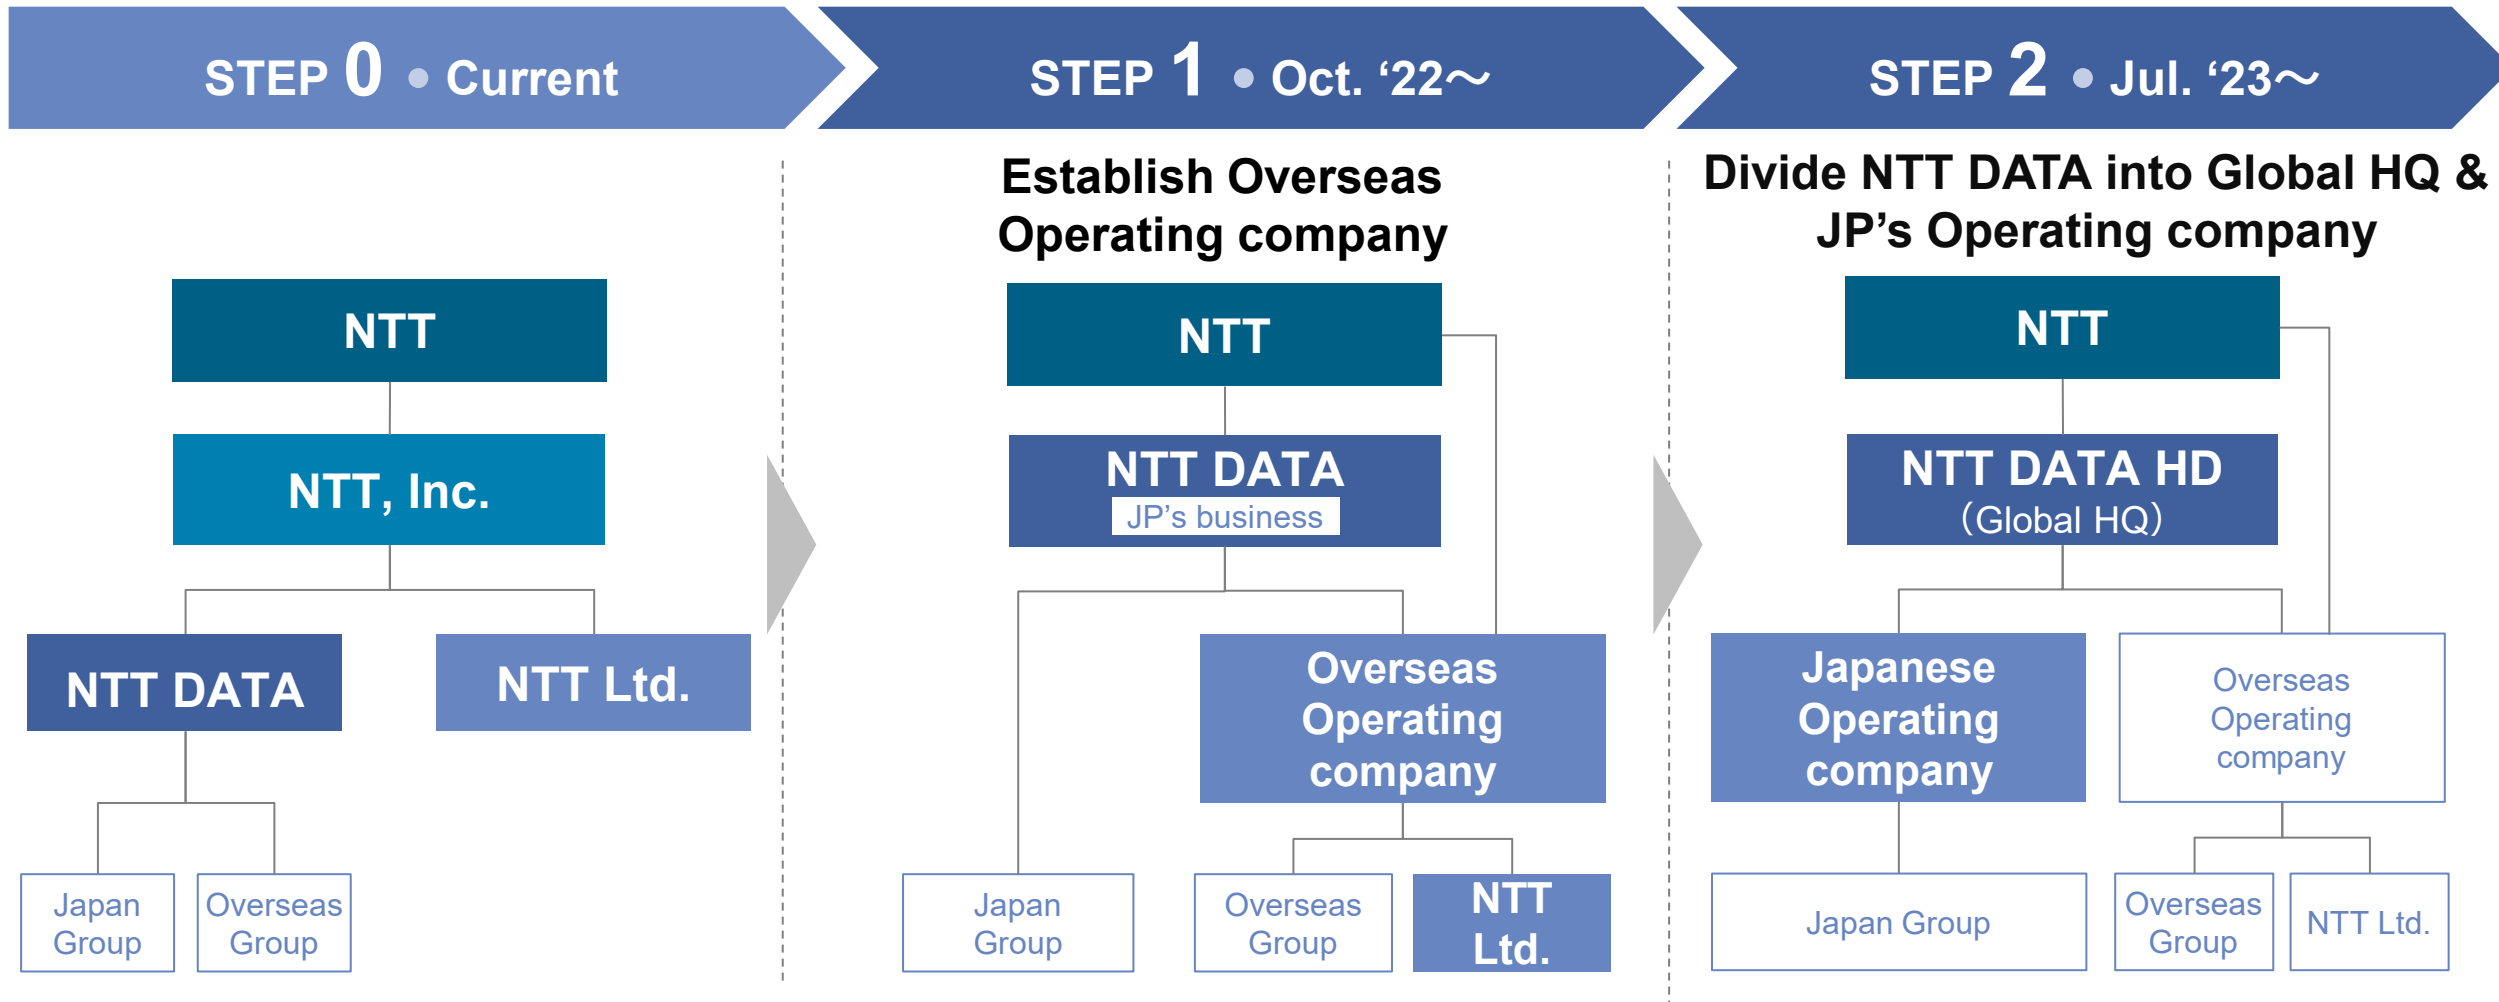 STEP 0 • Current
STEP 1 • Oct. ‘22～
STEP 2 • Jul. ‘23～
NTT
NTT, Inc.
NTT DATA
NTT Ltd.
Japan
Group
Overseas
Group
Establish Overseas
Operating company
NTT
NTT DATA
JP’s business
Overseas
Operating
company
Japan
Group
Overseas
Group
NTT
Ltd.
Divide NTT DATA into Global HQ &
JP’s Operating company
NTT
NTT DATA HD
（Global HQ）
Japanese
Operating
company
Overseas
Operating
company
Japan Group
Overseas
Group
NTT Ltd.